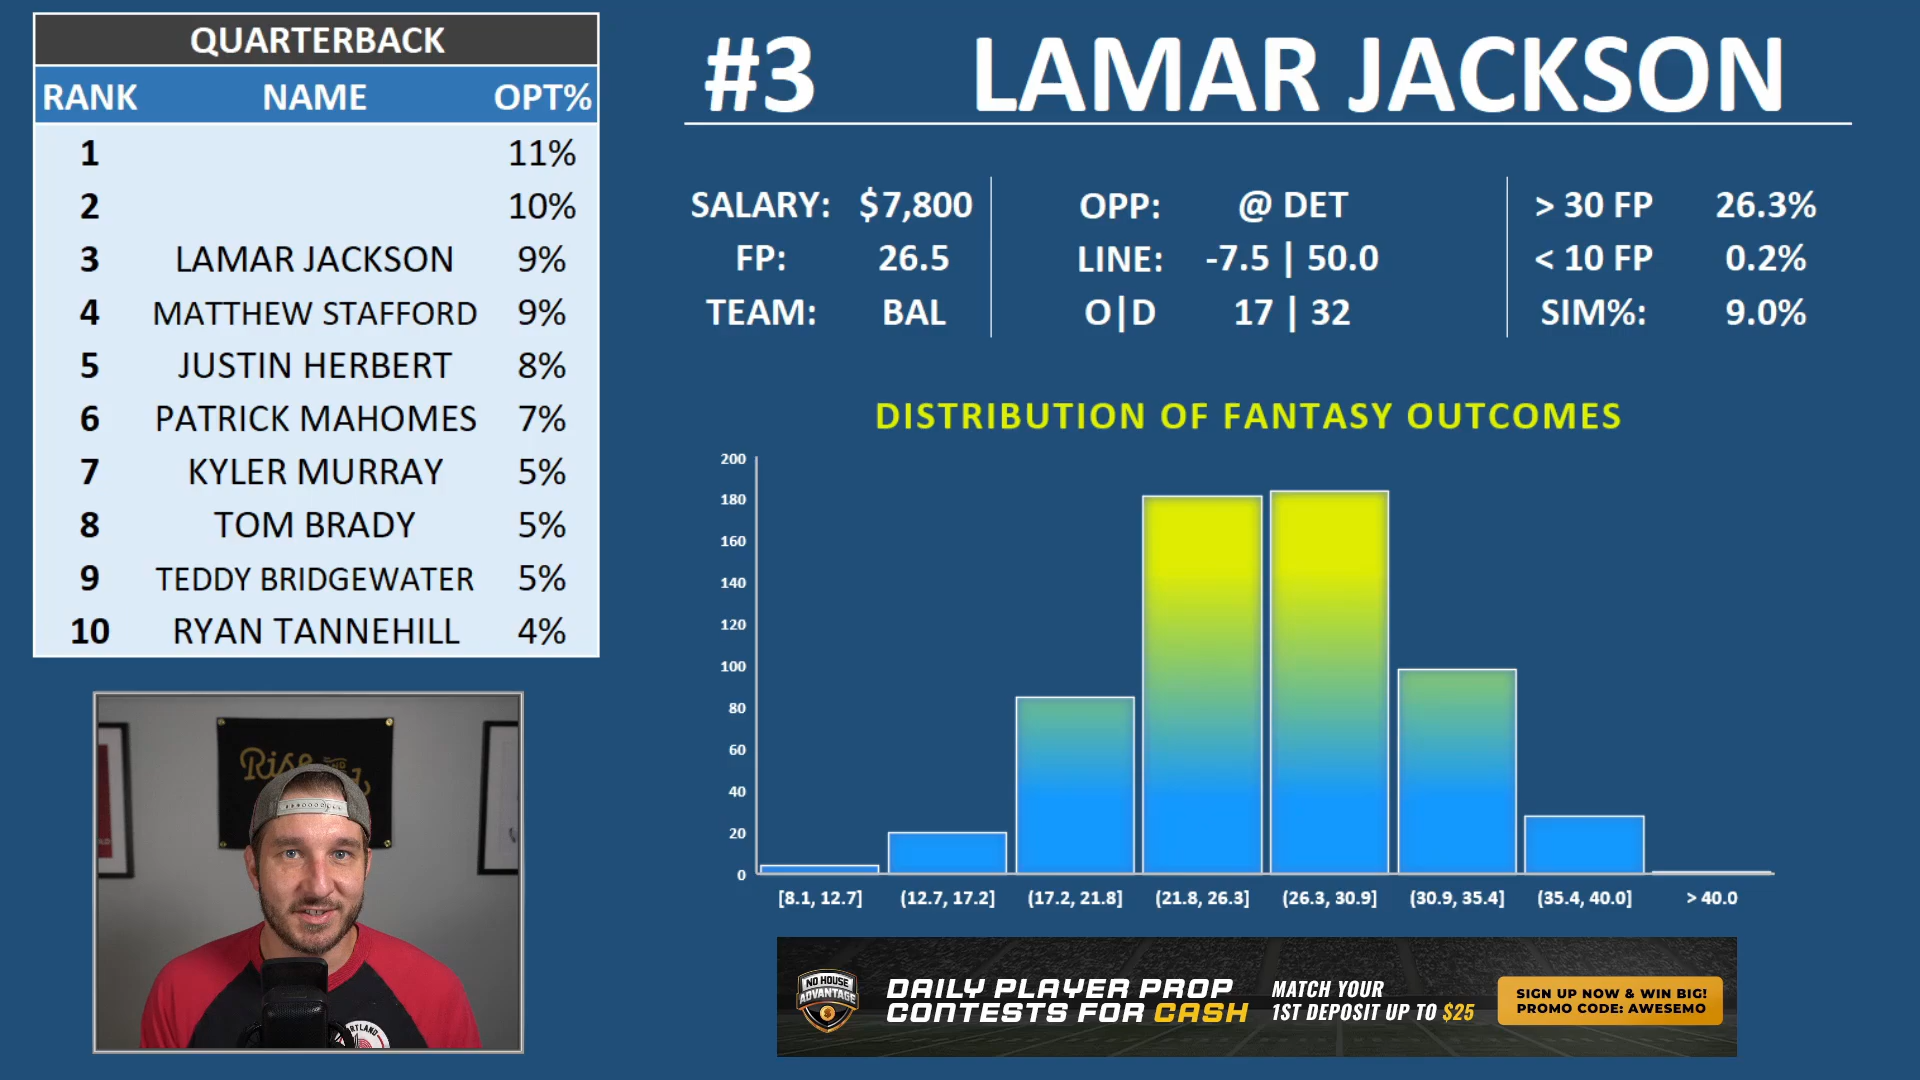 QUARTERBACK
RANK NAME OPT%
1 11%
2 10%
3 LAMAR JACKSON 9%
4 MATTHEW STAFFORD 9%
5 JUSTIN HERBERT 8%
6 PATRICK MAHOMES 7%
7 KYLER MURRAY 5%
8 TOM BRADY 5%
9 TEDDY BRIDGEWATER 5%
10 RYAN TANNEHILL 4%
#3 LAMAR JACKSON
SALARY: $7,800 OPP: @ DET > 30 FP 26.3%
FP: 26.5 LINE: -7.5 | 50.0 < 10 FP 0.2%
TEAM: BAL O|D 17 | 32 SIM%: 9.0%
DISTRIBUTION OF FANTASY OUTCOMES
200
180
160
140
120
100
80
60
40
20
0
[8.1, 12.7] (12.7, 17.2] (17.2, 21.8] (21.8, 26.3] (26.3, 30.9] (30.9, 35.4] (35.4, 40.0] > 40.0
NO HOUSE
ADVANTAGE
DAILY PLAYER PROP
CONTESTS FOR CASH
MATCH YOUR
1ST DEPOSIT UP TO $25
SIGN UP NOW & WIN BIG!
PROMO CODE: AWESEMO